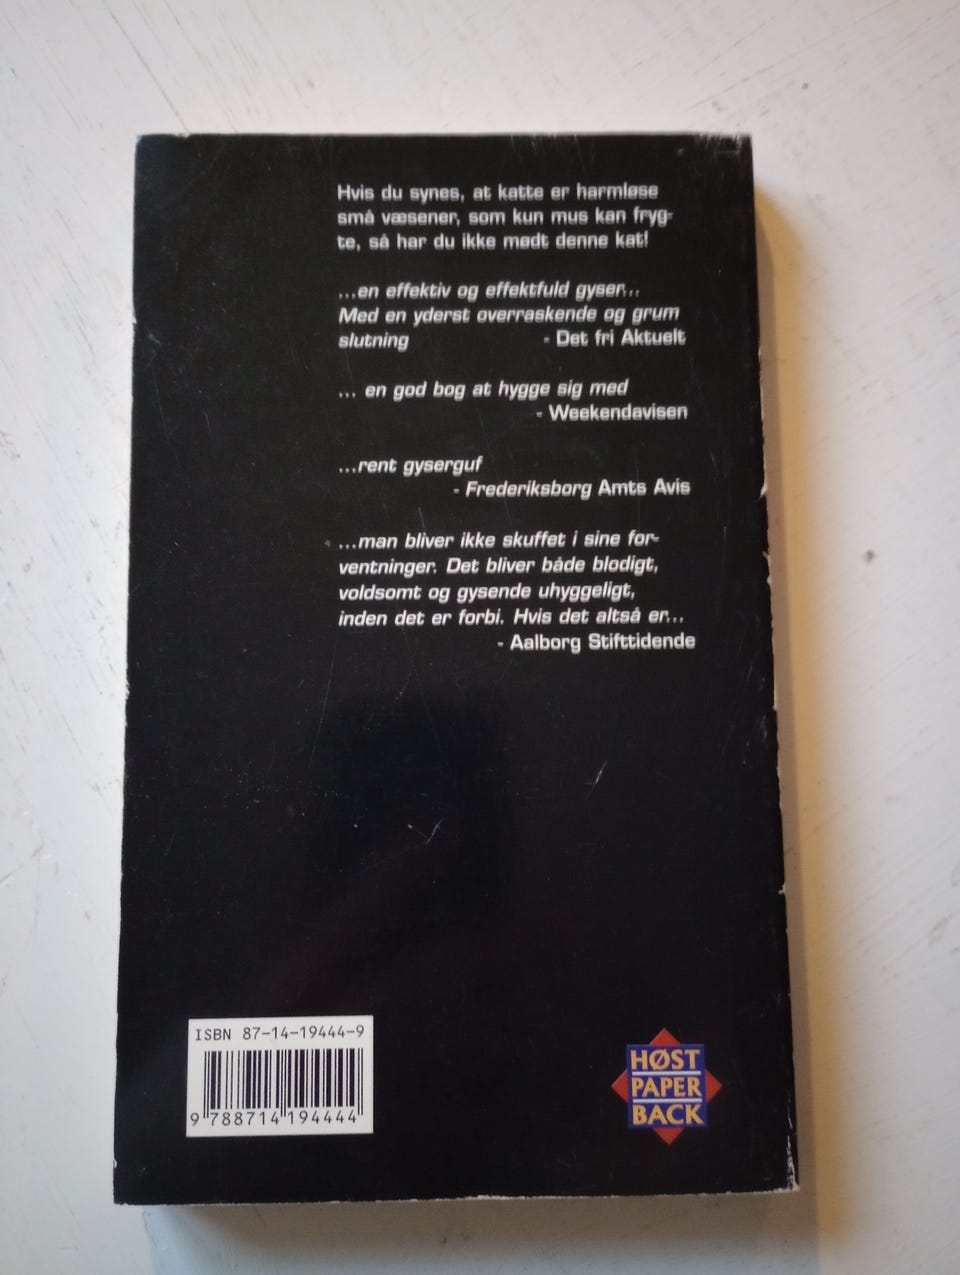 Hvis du synes, at katte er harmløse
små væsener, som kun mus kan fryg-
te, så har du ikke mødt denne kat!
...en effektiv og effektfuld gyser...
Med en yderst overraskende og grum
slutning - Det fri Aktuelt
... en god bog at hygge sig med
- Weekendavisen
...rent gyserguf
- Frederiksborg Amts Avis
...man bliver ikke skuffet i sine for-
ventninger. Det bliver både blodigt,
voldsomt og gysende uhyggeligt,
inden det er forbi. Hvis det altså er...
- Aalborg Stifttidende
ISBN 87-14-19444-9
9 788714 194444
HØST
PAPER
BACK